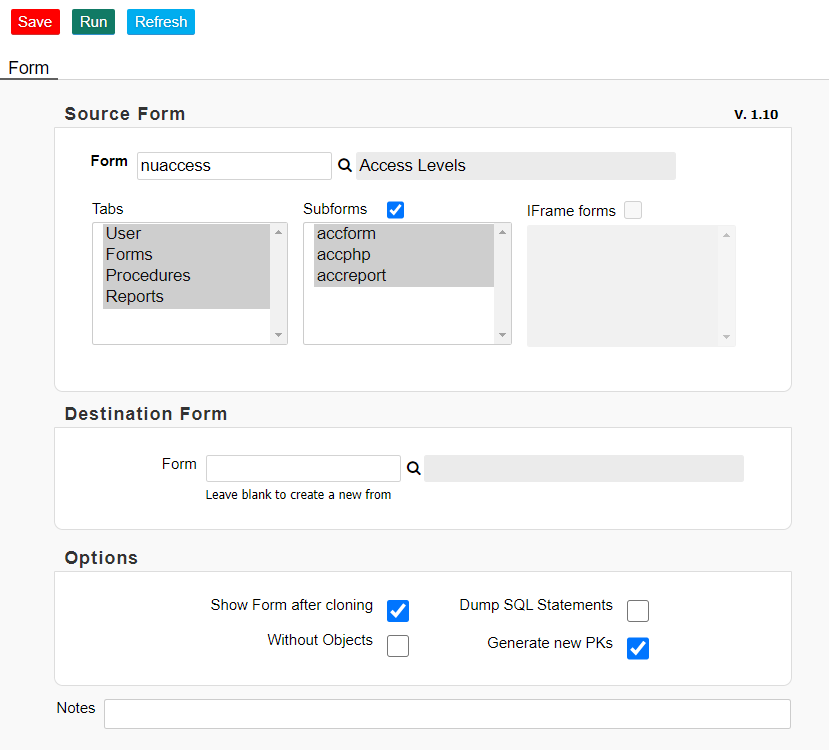 Save Run Refresh
Form
Source Form V. 1.10
Form nuaccess Access Levels
Tabs Subforms IFrame forms
User accform
Forms accphp
Procedures accreport
Reports
Destination Form
Form
Leave blank to create a new from
Options
Show Form after cloning Dump SQL Statements
Without Objects Generate new PKs
Notes